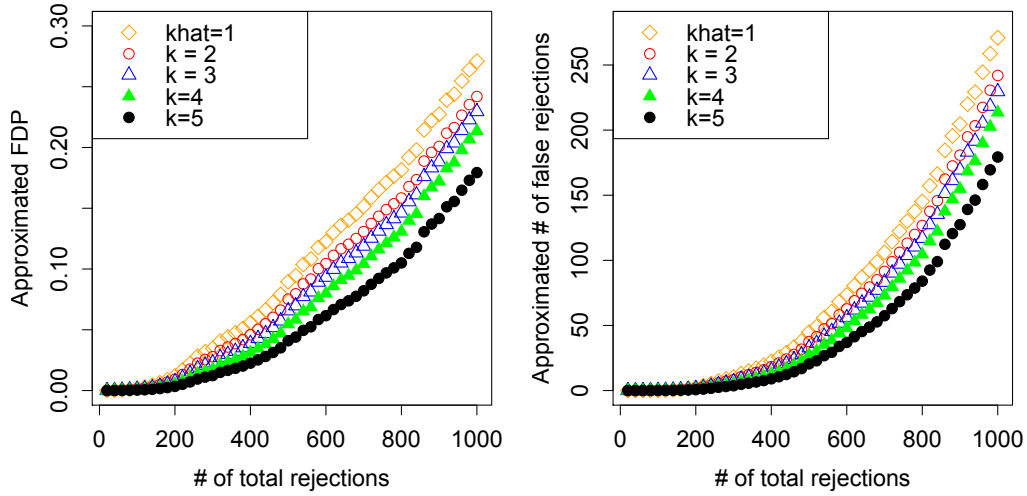 khat=1
k = 2
k = 3
k=4
k=5
0.30
0.20
0.10
0.00
Approximated FDP
0
200
400
600
800
1000
# of total rejections
khat=1
k = 2
k = 3
k=4
k=5
250
200
150
100
50
0
Approximated # of false rejections
0
200
400
600
800
1000
# of total rejections